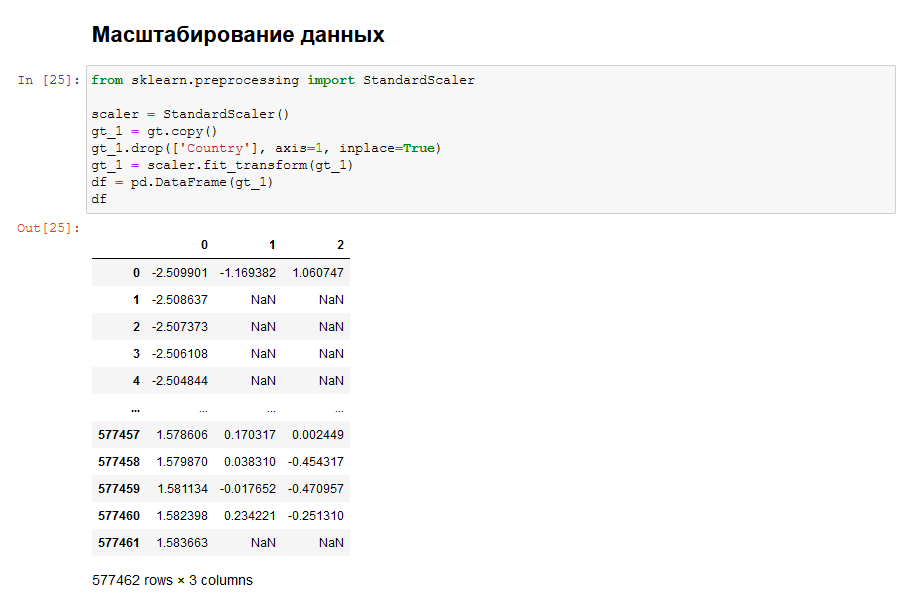 Масштабирование данных
In [25]: from sklearn.preprocessing import StandardScaler
scaler = StandardScaler()
gt_1 = gt.copy()
gt_1.drop(['Country'], axis=1, inplace=True)
gt_1 = scaler.fit_transform(gt_1)
df = pd.DataFrame(gt_1)
df
Out[25]:
0 1 2
0 -2.509901 -1.169382 1.060747
1 -2.508637 NaN NaN
2 -2.507373 NaN NaN
3 -2.506108 NaN NaN
4 -2.504844 NaN NaN
... ... ... ...
577457 1.578606 0.170317 0.002449
577458 1.579870 0.038310 -0.454317
577459 1.581134 -0.017652 -0.470957
577460 1.582398 0.234221 -0.251310
577461 1.583663 NaN NaN
577462 rows × 3 columns